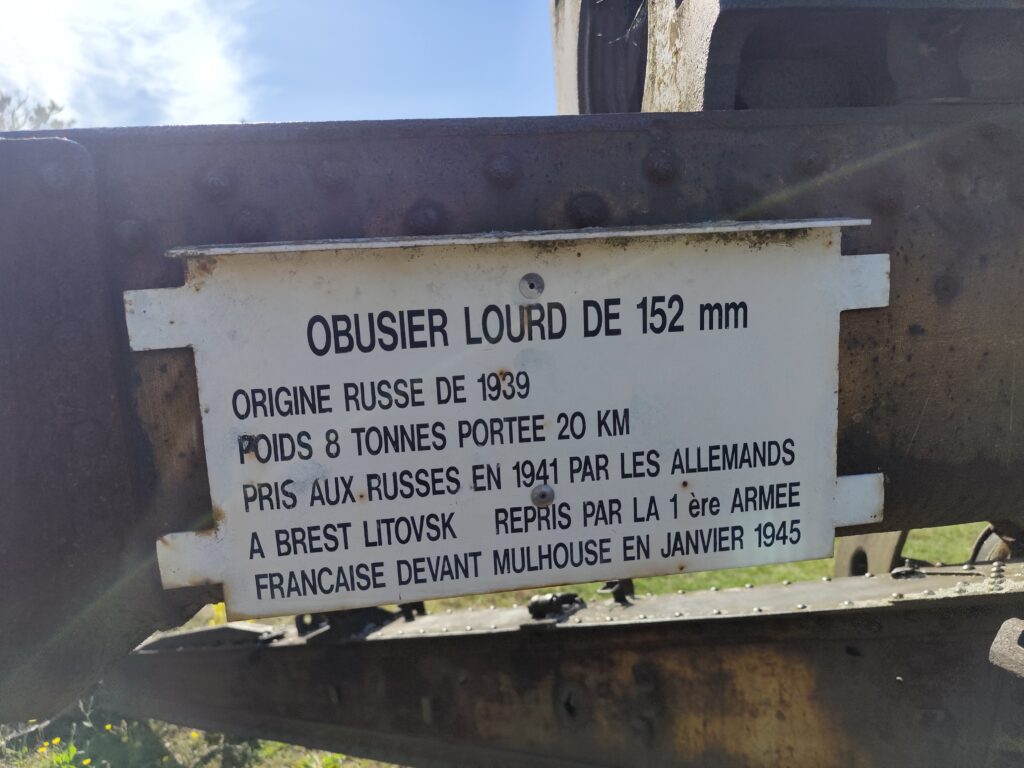 OBUSIER LOURD DE 152 mm
ORIGINE RUSSE DE 1939
POIDS 8 TONNES PORTEE 20 KM
PRIS AUX RUSSES EN 1941 PAR LES ALLEMANDS
A BREST LITOVSK REPRIS PAR LA 1 ère ARMEE
FRANCAISE DEVANT MULHOUSE EN JANVIER 1945